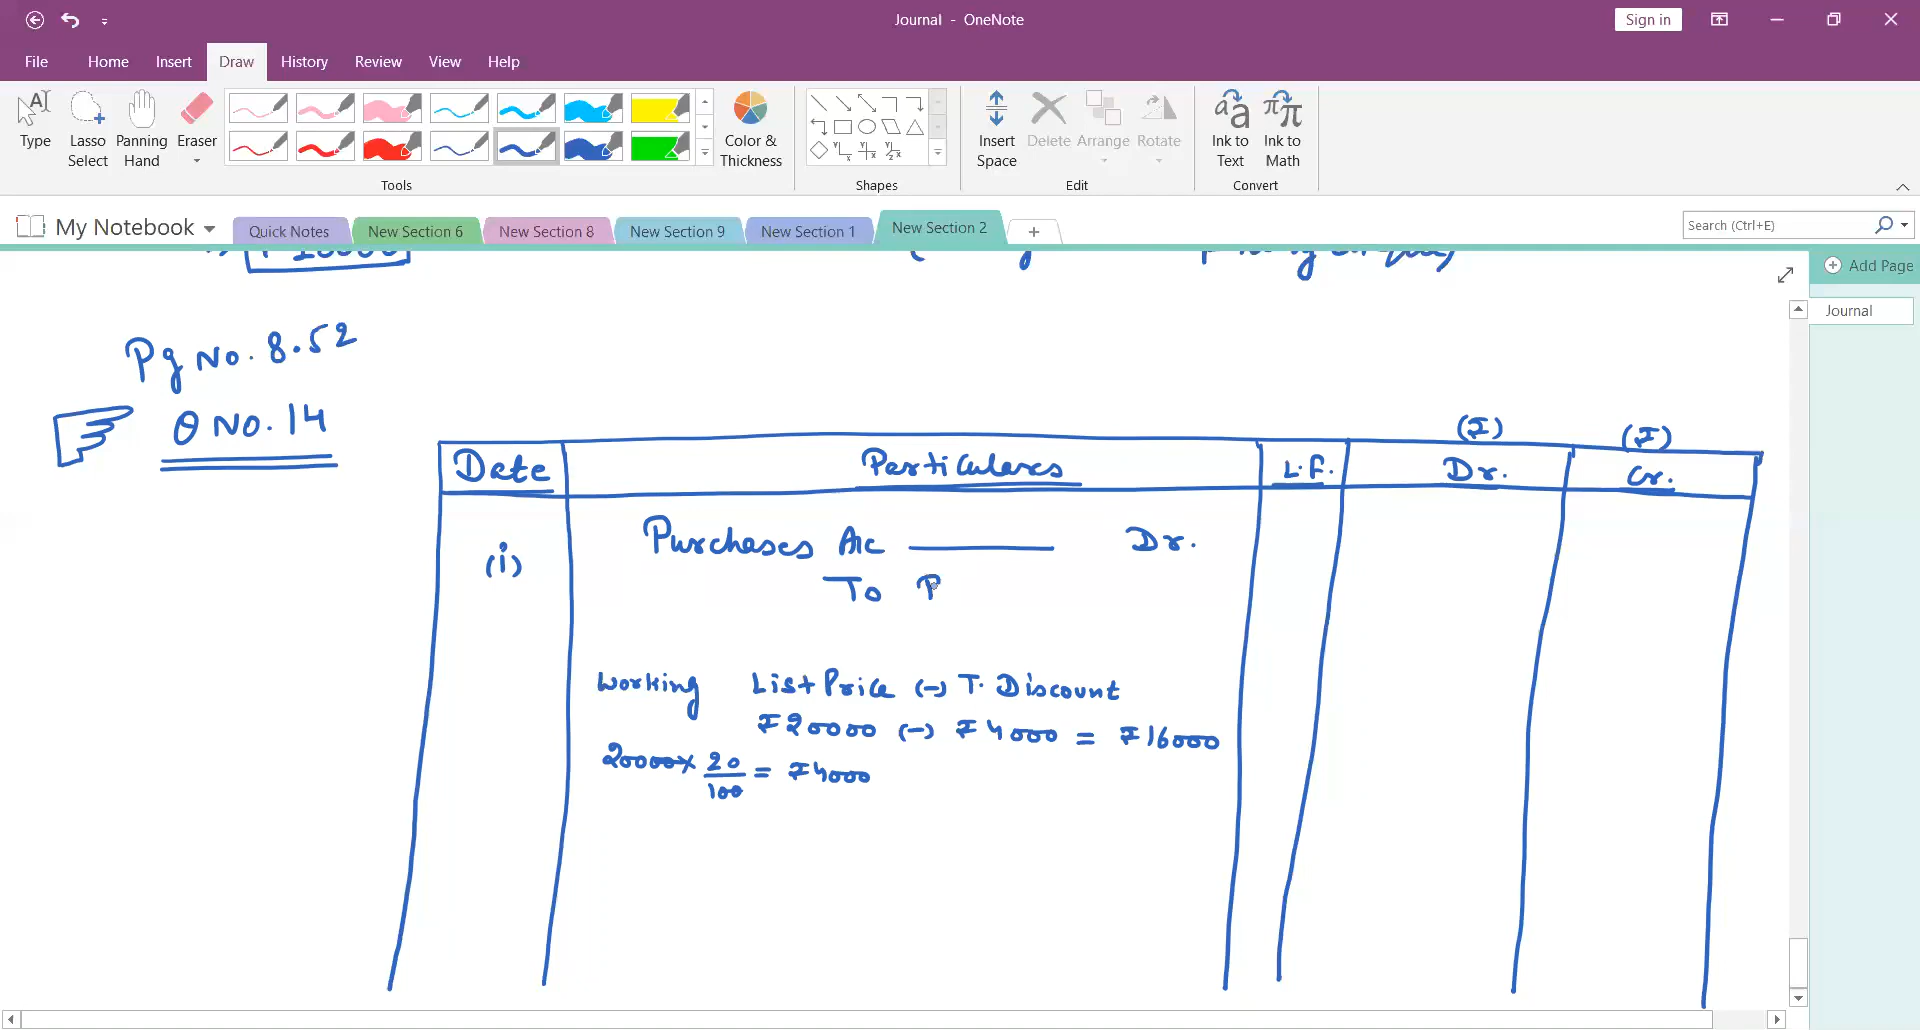 Journal - OneNote
Sign in
File Home Insert Draw History Review View Help
Type
Lasso Select
Panning Hand
Eraser
Color & Thickness
Insert Space
Delete
Arrange
Rotate
Ink to Text
Ink to Math
Tools
Shapes
Edit
Convert
My Notebook
Quick Notes
New Section 6
New Section 8
New Section 9
New Section 1
New Section 2
Search (Ctrl+E)
Add Page
Journal
Pg No. 8.52
Q NO. 14
(₹) (₹)
Date Particulares L.F. Dr. Cr.
(i) Purchases A/c Dr.
To P
Working List Price (-) T. Discount
₹20000 (-) ₹4000 = ₹16000
20000 x 20/100 = ₹4000